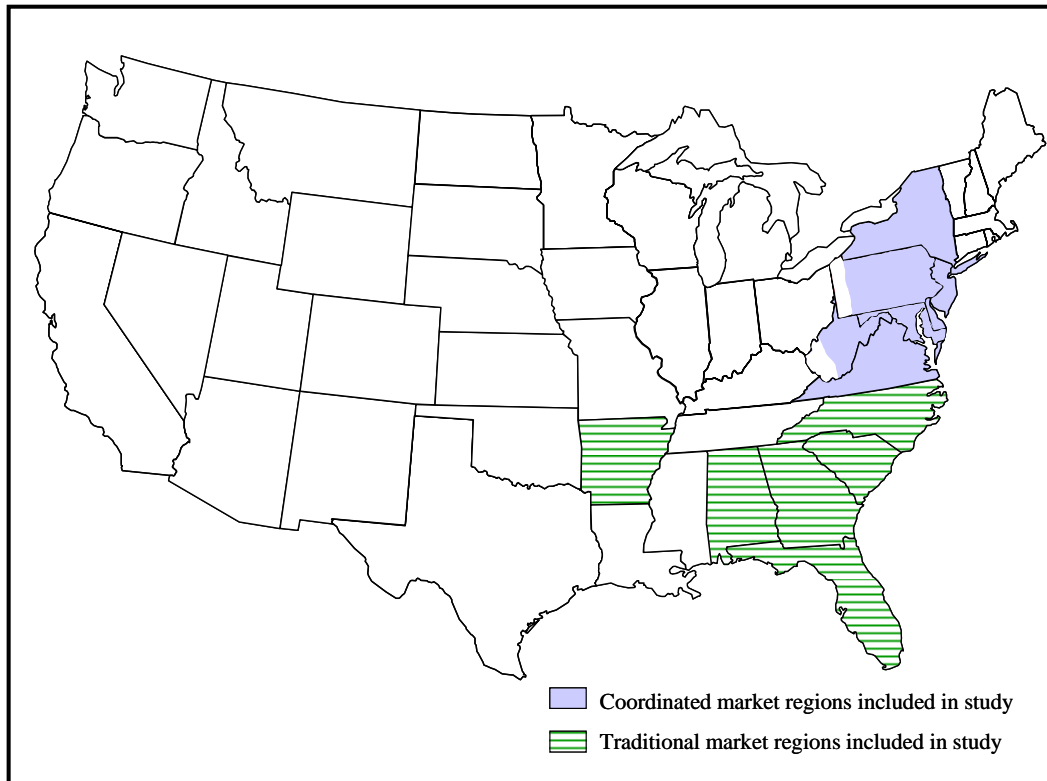 Coordinated market regions included in study
Traditional market regions included in study